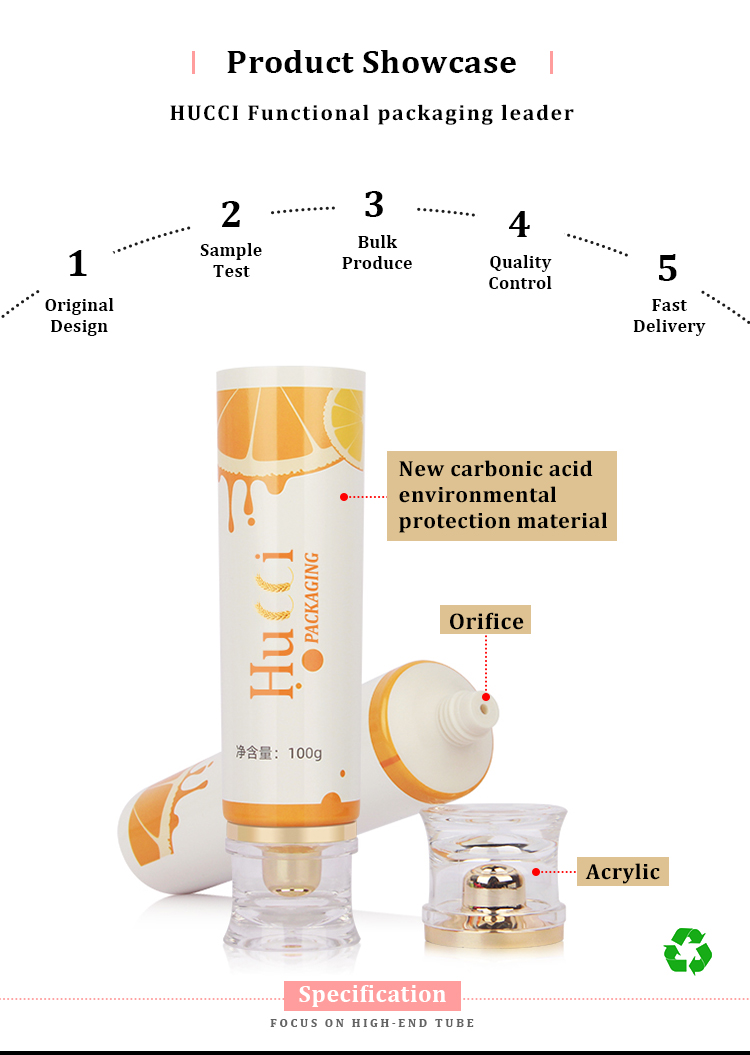 Product Showcase
HUCCI Functional packaging leader
1
Original
Design
2
Sample
Test
3
Bulk
Produce
4
Quality
Control
5
Fast
Delivery
New carbonic acid
environmental
protection material
Hucci
PACKAGING
Orifice
净含量：100g
Acrylic
Specification
FOCUS ON HIGH-END TUBE